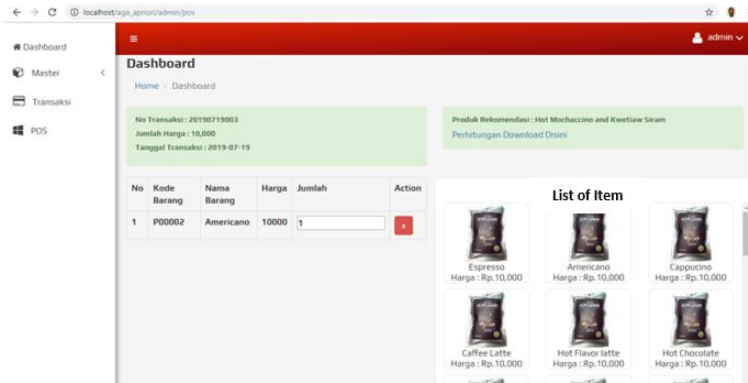 localhost/aga_apriori/admin/pos
Dashboard
Master
Transaksi
POS
admin
Dashboard
Home / Dashboard
No Transaksi : 20190719003
Jumlah Harga : 10,000
Tanggal Transaksi : 2019-07-19
Produk Rekomendasi : Hot Mochaccino and Kwetiaw Siram
Perhitungan Download Disini
No Kode Barang Nama Barang Harga Jumlah Action
1 P00002 Americano 10000 1 x
List of Item
Espresso Americano Cappucino
Harga : Rp.10,000 Harga : Rp.10,000 Harga : Rp.10,000
Caffee Latte Hot Flavor latte Hot Chocolate
Harga : Rp.10,000 Harga : Rp.10,000 Harga : Rp.10,000